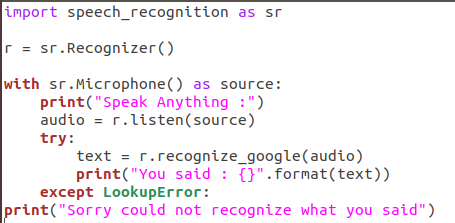 import speech_recognition as sr
r = sr.Recognizer()
with sr.Microphone() as source:
    print("Speak Anything :")
    audio = r.listen(source)
    try:
        text = r.recognize_google(audio)
        print("You said : {}".format(text))
    except LookupError:
print("Sorry could not recognize what you said")